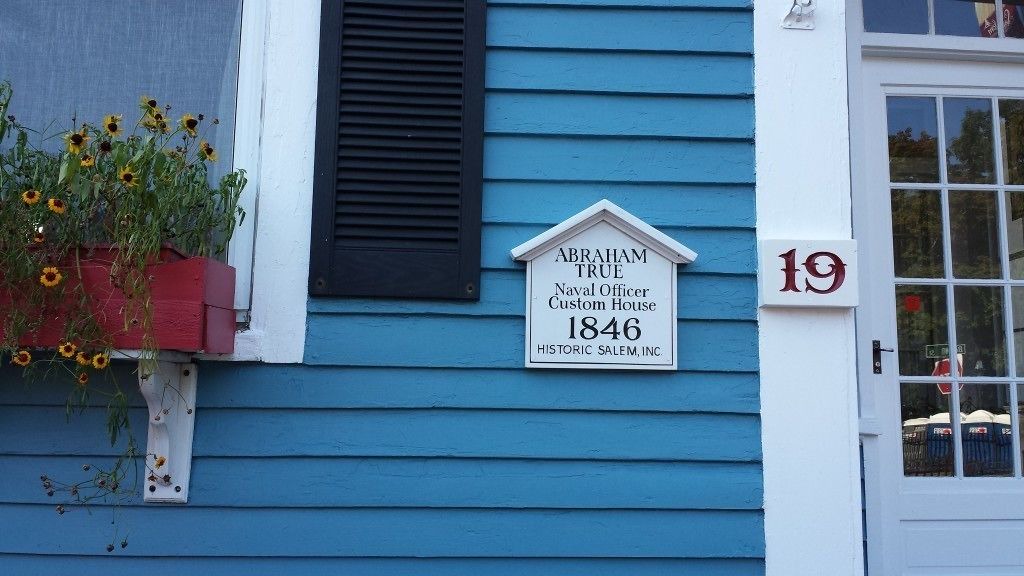 ABRAHAM
TRUE
Naval Officer
Custom House
1846
HISTORIC SALEM, INC.
19